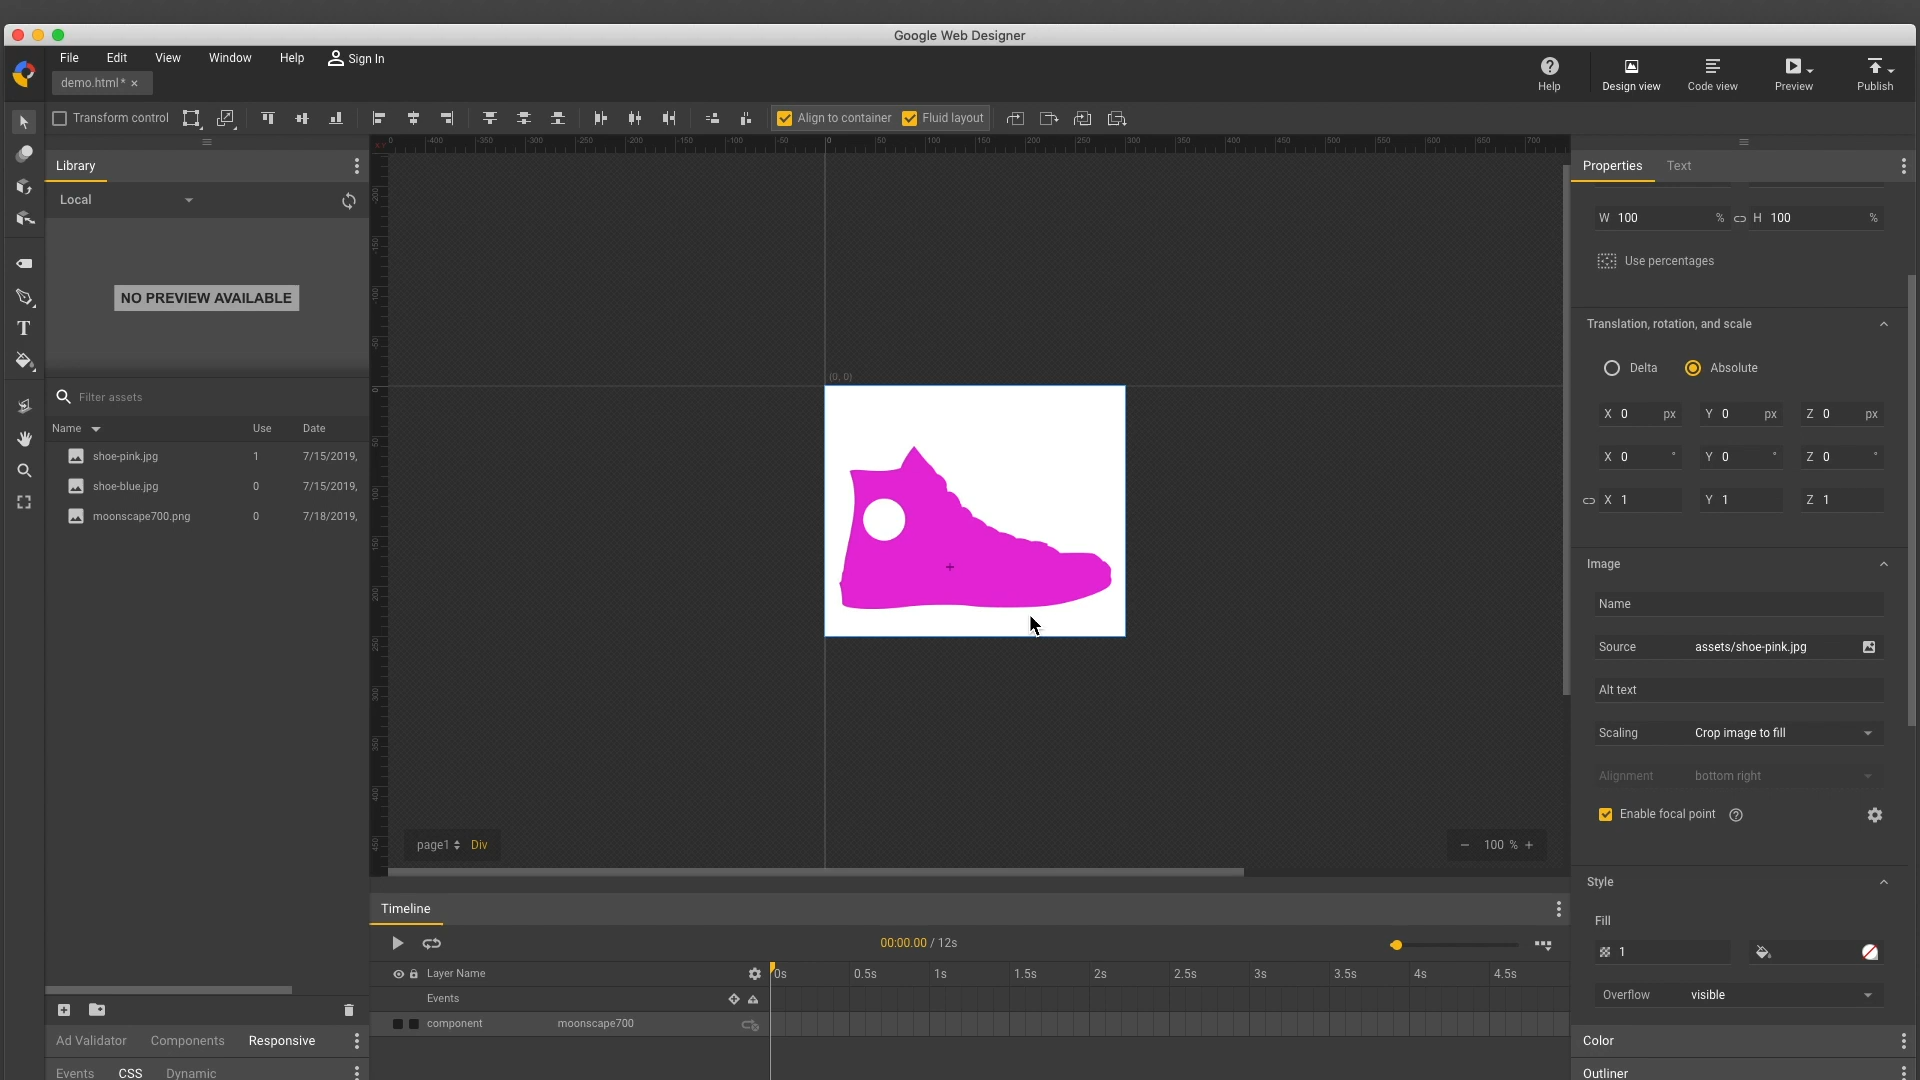 Google Web Designer
File Edit View Window Help Sign In
demo.html* ×
Help Design view Code view Preview Publish
Transform control Align to container Fluid layout
Library
Local
NO PREVIEW AVAILABLE
Filter assets
Name Use Date
shoe-pink.jpg 1 7/15/2019,
shoe-blue.jpg 0 7/15/2019,
moonscape700.png 0 7/18/2019,
Ad Validator Components Responsive
Events CSS Dynamic
(0, 0)
page1 Div
− 100 % +
Timeline
00:00.00 / 12s
Layer Name 0s 0.5s 1s 1.5s 2s 2.5s 3s 3.5s 4s 4.5s
Events
component moonscape700
Properties Text
W 100 % H 100 %
Use percentages
Translation, rotation, and scale
Delta Absolute
X 0 px Y 0 px Z 0 px
X 0 ° Y 0 ° Z 0 °
X 1 Y 1 Z 1
Image
Name
Source assets/shoe-pink.jpg
Alt text
Scaling Crop image to fill
Alignment bottom right
Enable focal point
Style
Fill
1
Overflow visible
Color
Outliner